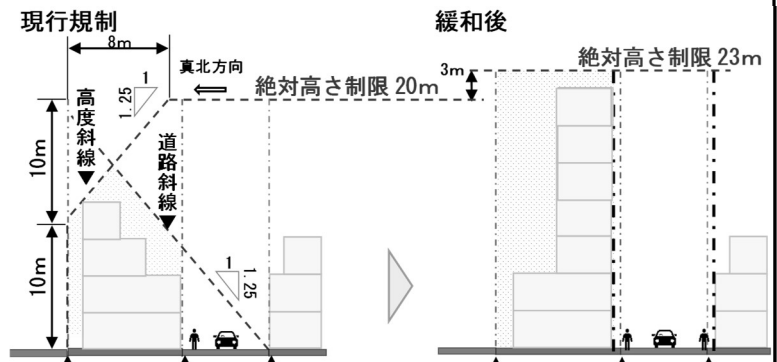 現行規制
8m
真北方向
1
1.25
絶対高さ制限 20m
高度斜線
道路斜線
10m
10m
1
1.25
緩和後
絶対高さ制限 23m
3m